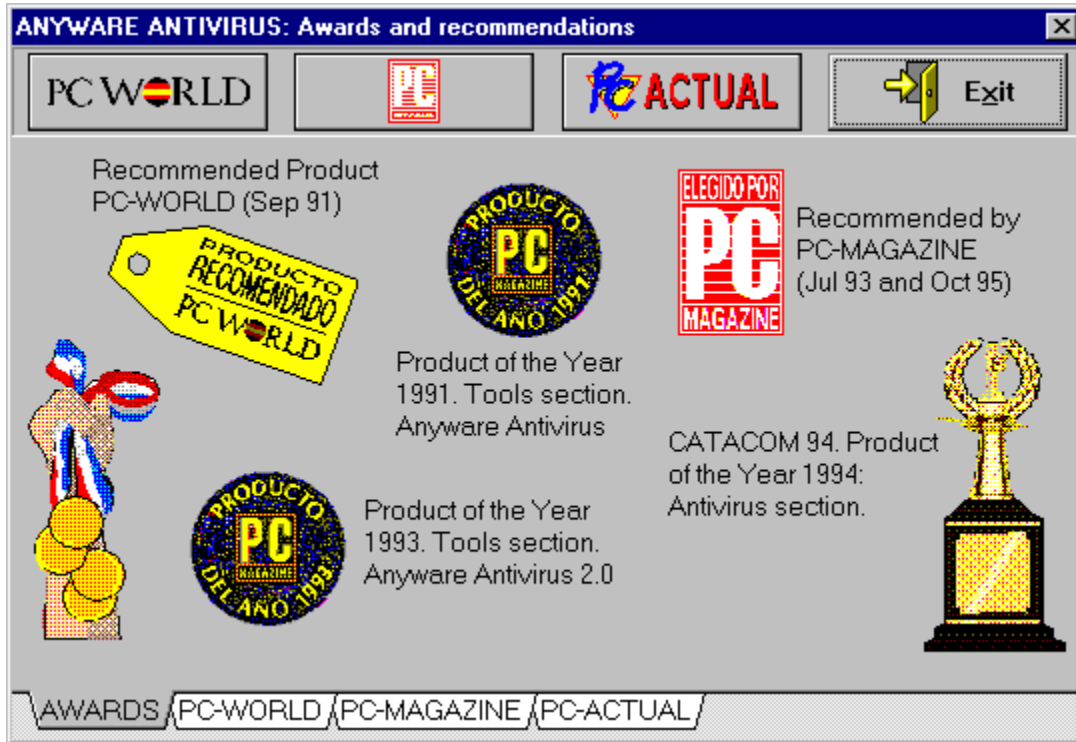 ANYWARE ANTIVIRUS: Awards and recommendations
PC WORLD
PC
PC ACTUAL
Exit
Recommended Product
PC-WORLD (Sep 91)
PRODUCTO
RECOMENDADO
PC WORLD
PRODUCTO
PC
MAGAZINE
DEL AÑO 1991
Product of the Year
1991. Tools section.
Anyware Antivirus
ELEGIDO POR
PC
MAGAZINE
Recommended by
PC-MAGAZINE
(Jul 93 and Oct 95)
PRODUCTO
PC
MAGAZINE
DEL AÑO 1993
Product of the Year
1993. Tools section.
Anyware Antivirus 2.0
CATACOM 94. Product
of the Year 1994:
Antivirus section.
AWARDS
PC-WORLD
PC-MAGAZINE
PC-ACTUAL